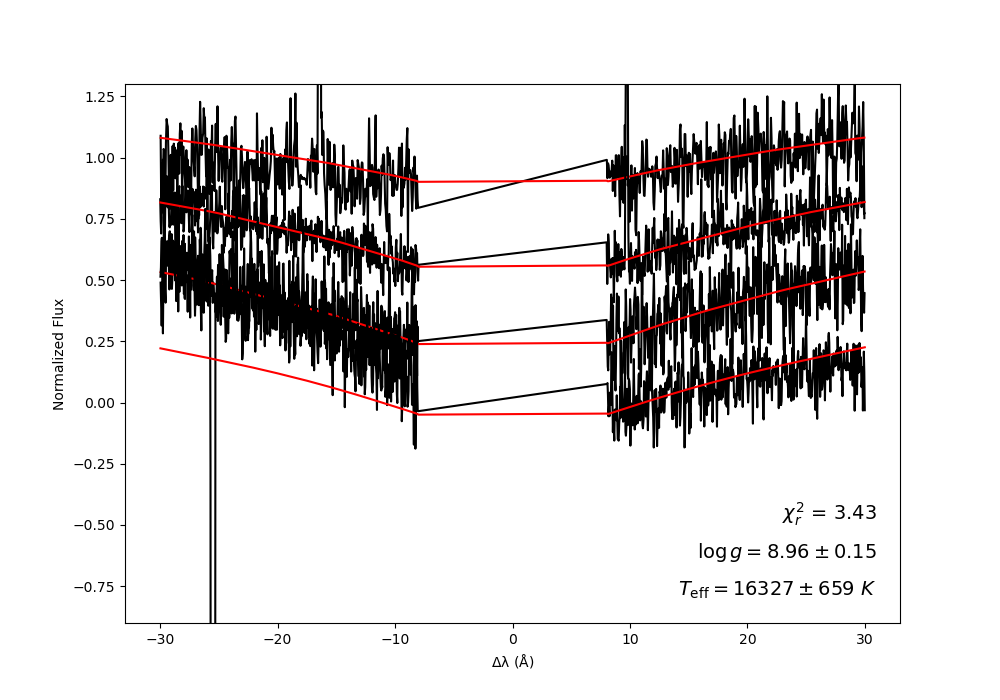 1.25
1.00
0.75
0.50
0.25
0.00
−0.25
−0.50
−0.75
Normalized Flux
χ²ᵣ = 3.43
log g = 8.96 ± 0.15
T_eff = 16327 ± 659 K
−30 −20 −10 0 10 20 30
Δλ (Å)